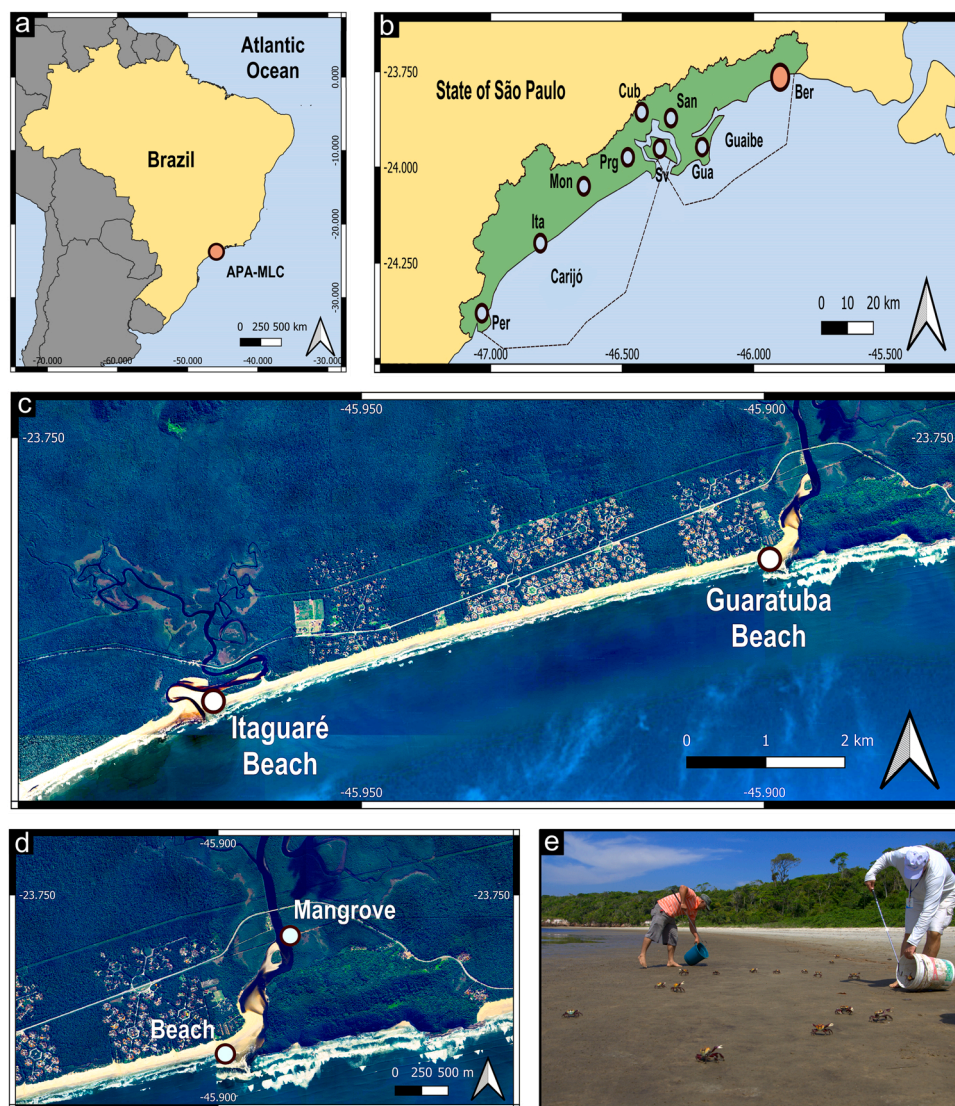 a
Atlantic
Ocean
Brazil
APA-MLC
0 250 500 km
0.000
-10.000
-20.000
-30.000
-70.000
-60.000
-50.000
-40.000
-30.000
b
State of São Paulo
Cub
San
Ber
Prg
Sv
Gua
Guaibe
Mon
Ita
Carijó
Per
0 10 20 km
-23.750
-24.000
-24.250
-47.000
-46.500
-46.000
-45.500
c
-45.950
-45.900
-23.750
-23.750
Guaratuba
Beach
Itaguaré
Beach
0 1 2 km
-45.950
-45.900
d
-45.900
-23.750
Mangrove
Beach
0 250 500 m
-45.900
e